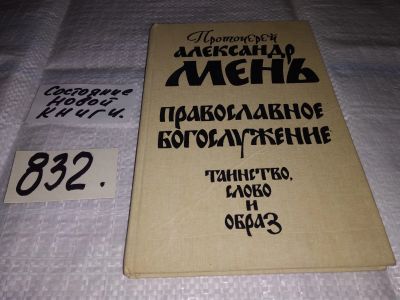 Состояние
новой
книги.
832.
Протоиерей
АЛЕКСАНДР
МЕНЬ
ПРАВОСЛАВНОЕ
БОГОСЛУЖЕНИЕ
ТАИНСТВО,
СЛОВО И
ОБРАЗ